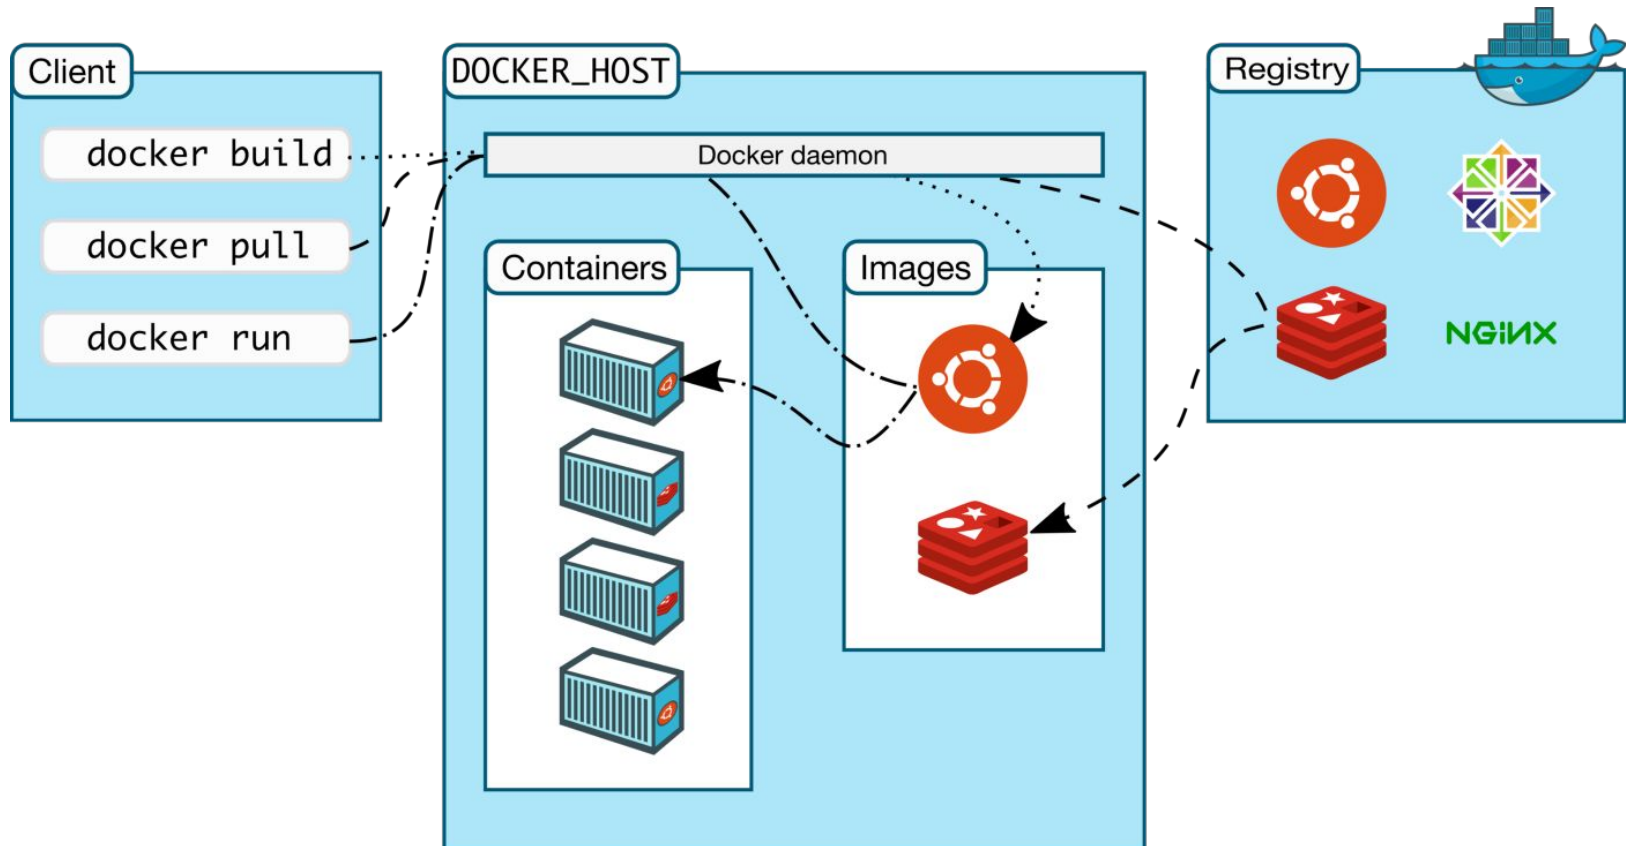 Client
docker build
docker pull
docker run
DOCKER_HOST
Docker daemon
Containers
Images
Registry
NGINX